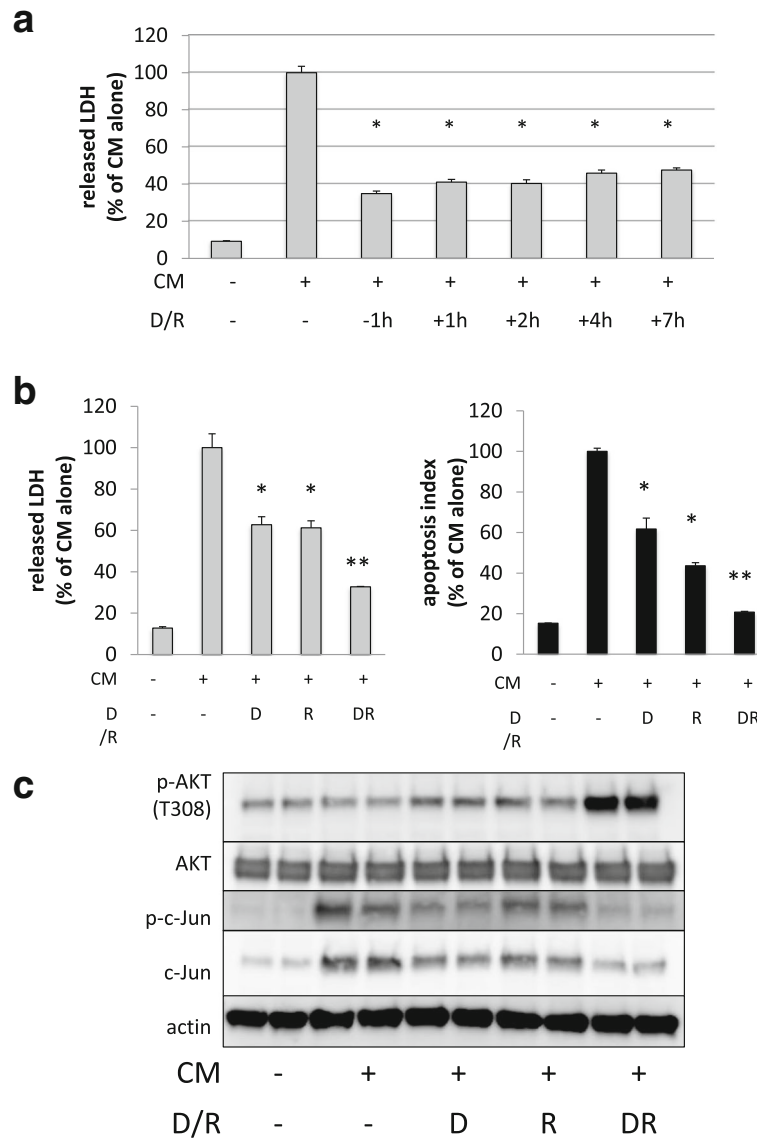 a
released LDH
(% of CM alone)
120
100
80
60
40
20
0
* * * * *
CM - + + + + + +
D/R - - -1h +1h +2h +4h +7h
b
released LDH
(% of CM alone)
120
100
80
60
40
20
0
* * **
CM - + + + +
D - - D R DR
/R
apoptosis index
(% of CM alone)
120
100
80
60
40
20
0
* * **
CM - + + + +
D - - D R DR
/R
c
p-AKT
(T308)
AKT
p-c-Jun
c-Jun
actin
CM - + + + +
D/R - - D R DR